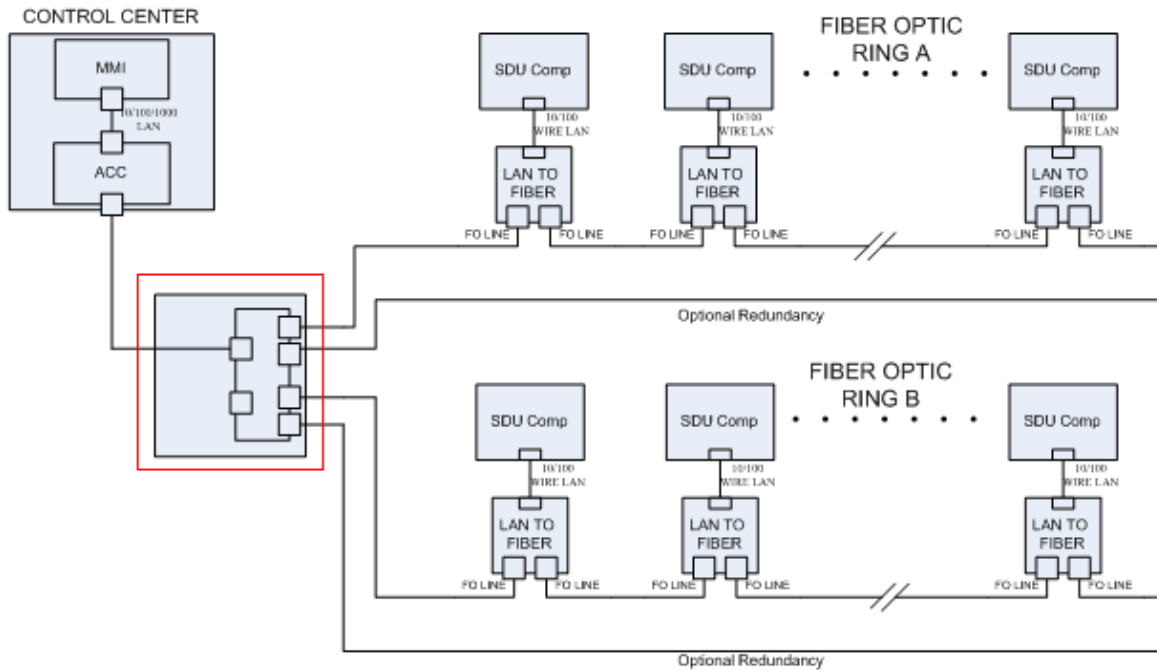 CONTROL CENTER
MMI
10/100/1000
LAN
ACC
FIBER OPTIC
RING A
SDU Comp
SDU Comp
SDU Comp
10/100
WIRE LAN
10/100
WIRE LAN
10/100
WIRE LAN
LAN TO
FIBER
LAN TO
FIBER
LAN TO
FIBER
FO LINE
FO LINE
FO LINE
FO LINE
FO LINE
FO LINE
Optional Redundancy
FIBER OPTIC
RING B
SDU Comp
SDU Comp
SDU Comp
10/100
WIRE LAN
10/100
WIRE LAN
10/100
WIRE LAN
LAN TO
FIBER
LAN TO
FIBER
LAN TO
FIBER
FO LINE
FO LINE
FO LINE
FO LINE
FO LINE
FO LINE
Optional Redundancy